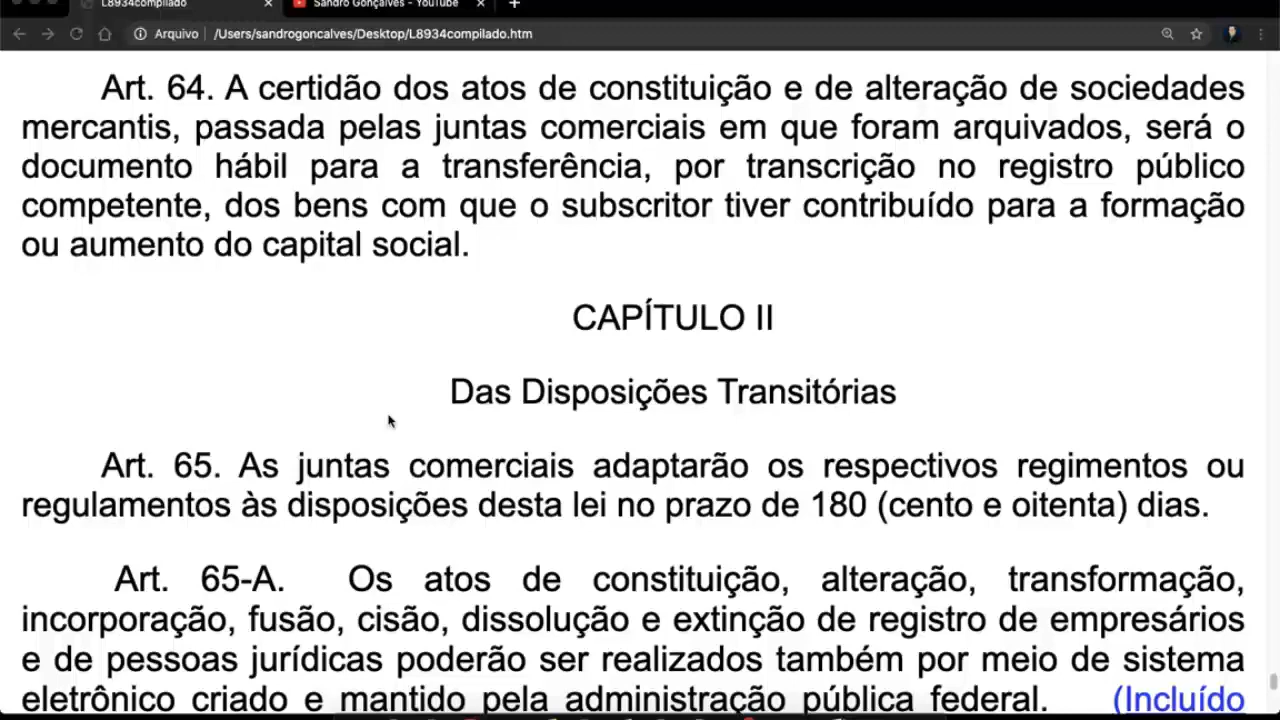 L8934compilado
Sandro Gonçalves - YouTube
Arquivo
/Users/sandrogoncalves/Desktop/L8934compilado.htm
Art. 64. A certidão dos atos de constituição e de alteração de sociedades
mercantis, passada pelas juntas comerciais em que foram arquivados, será o
documento hábil para a transferência, por transcrição no registro público
competente, dos bens com que o subscritor tiver contribuído para a formação
ou aumento do capital social.
CAPÍTULO II
Das Disposições Transitórias
Art. 65. As juntas comerciais adaptarão os respectivos regimentos ou
regulamentos às disposições desta lei no prazo de 180 (cento e oitenta) dias.
Art. 65-A. Os atos de constituição, alteração, transformação,
incorporação, fusão, cisão, dissolução e extinção de registro de empresários
e de pessoas jurídicas poderão ser realizados também por meio de sistema
eletrônico criado e mantido pela administração pública federal. (Incluído